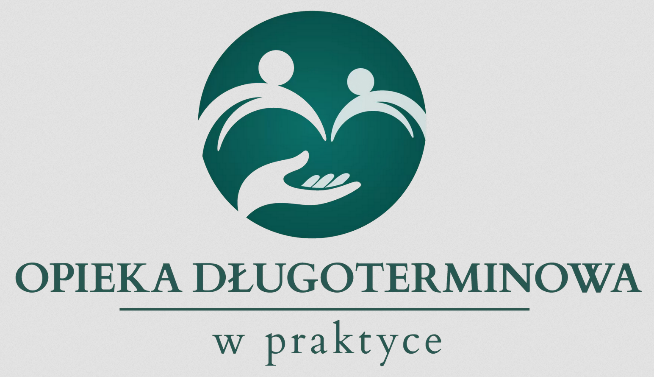 OPIEKA DŁUGOTERMINOWA
w praktyce